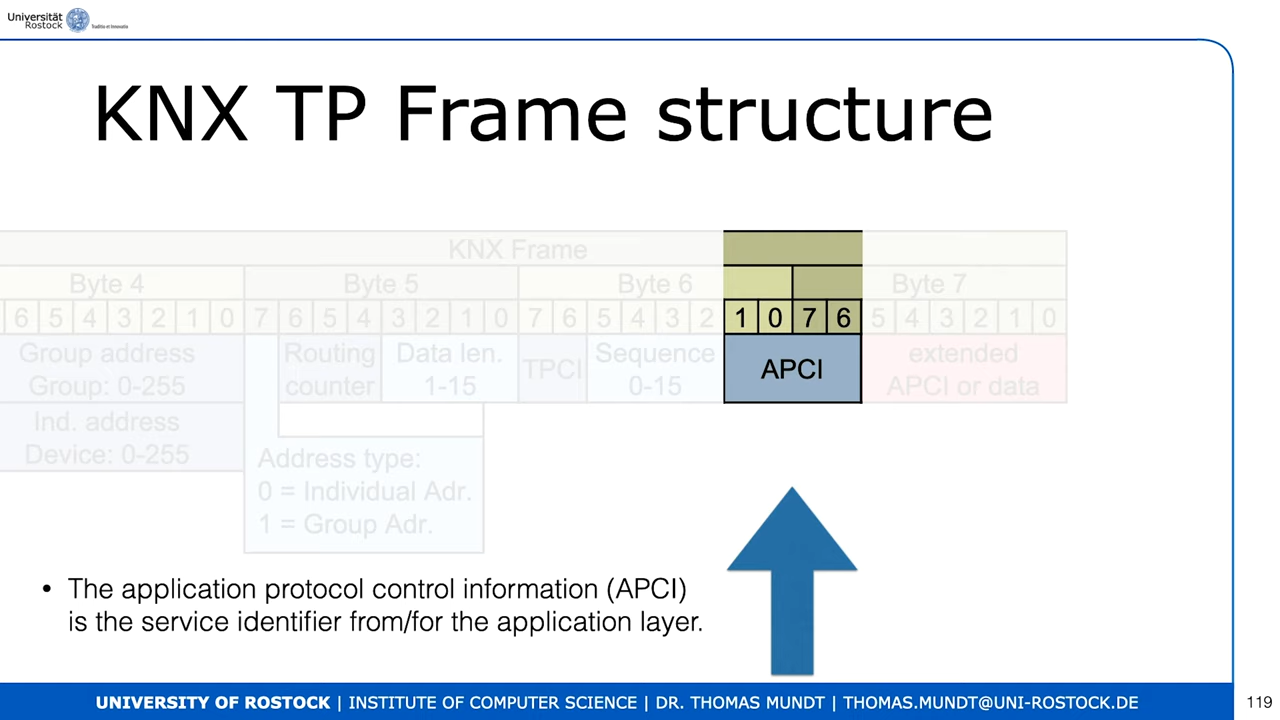 Universität
Rostock
Traditio et Innovatio
KNX TP Frame structure
KNX Frame
Byte 4 Byte 5 Byte 6 Byte 7
6 5 4 3 2 1 0 7 6 5 4 3 2 1 0 7 6 5 4 3 2 1 0 7 6 5 4 3 2 1 0
Group address Routing Data len. TPCI Sequence APCI extended
Group: 0-255 counter 1-15 0-15 APCI or data
Ind. address
Device: 0-255
Address type:
0 = Individual Adr.
1 = Group Adr.
• The application protocol control information (APCI)
is the service identifier from/for the application layer.
UNIVERSITY OF ROSTOCK | INSTITUTE OF COMPUTER SCIENCE | DR. THOMAS MUNDT | THOMAS.MUNDT@UNI-ROSTOCK.DE
119